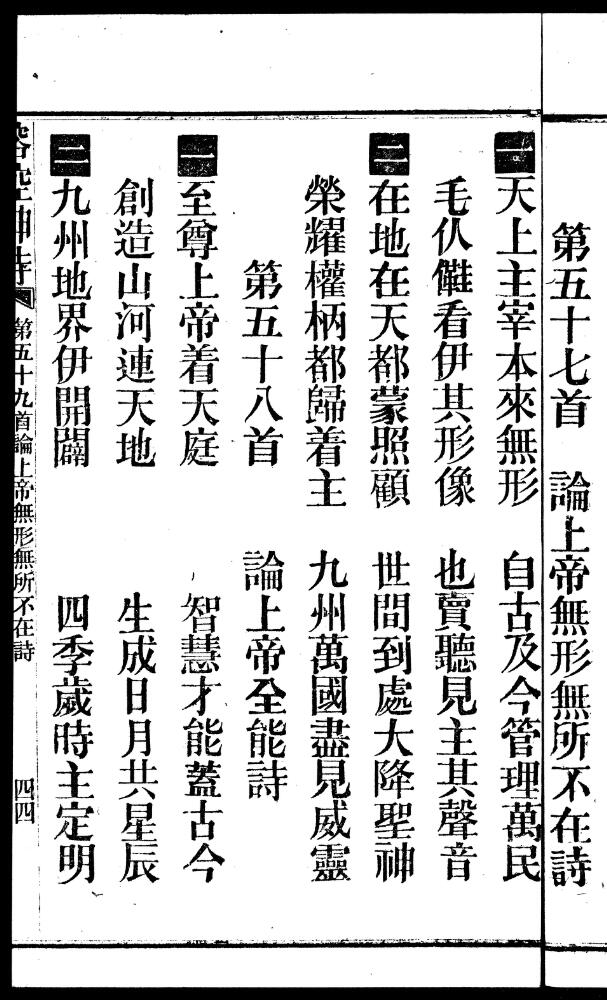 第五十七首 論上帝無形無所不在詩
一 天上主宰本來無形 自古及今管理萬民
毛仈𠏿看伊其形像 也賣聽見主其聲音
二 在地在天都蒙照顧 世間到處大降聖神
榮耀權柄都歸着主 九州萬國盡見威靈
第五十八首 論上帝全能詩
一 至尊上帝着天庭 智慧才能蓋古今
創造山河連天地 生成日月共星辰
二 九州地界伊開闢 四季歲時主定明
第五十九首論上帝無形無所不在詩 四四